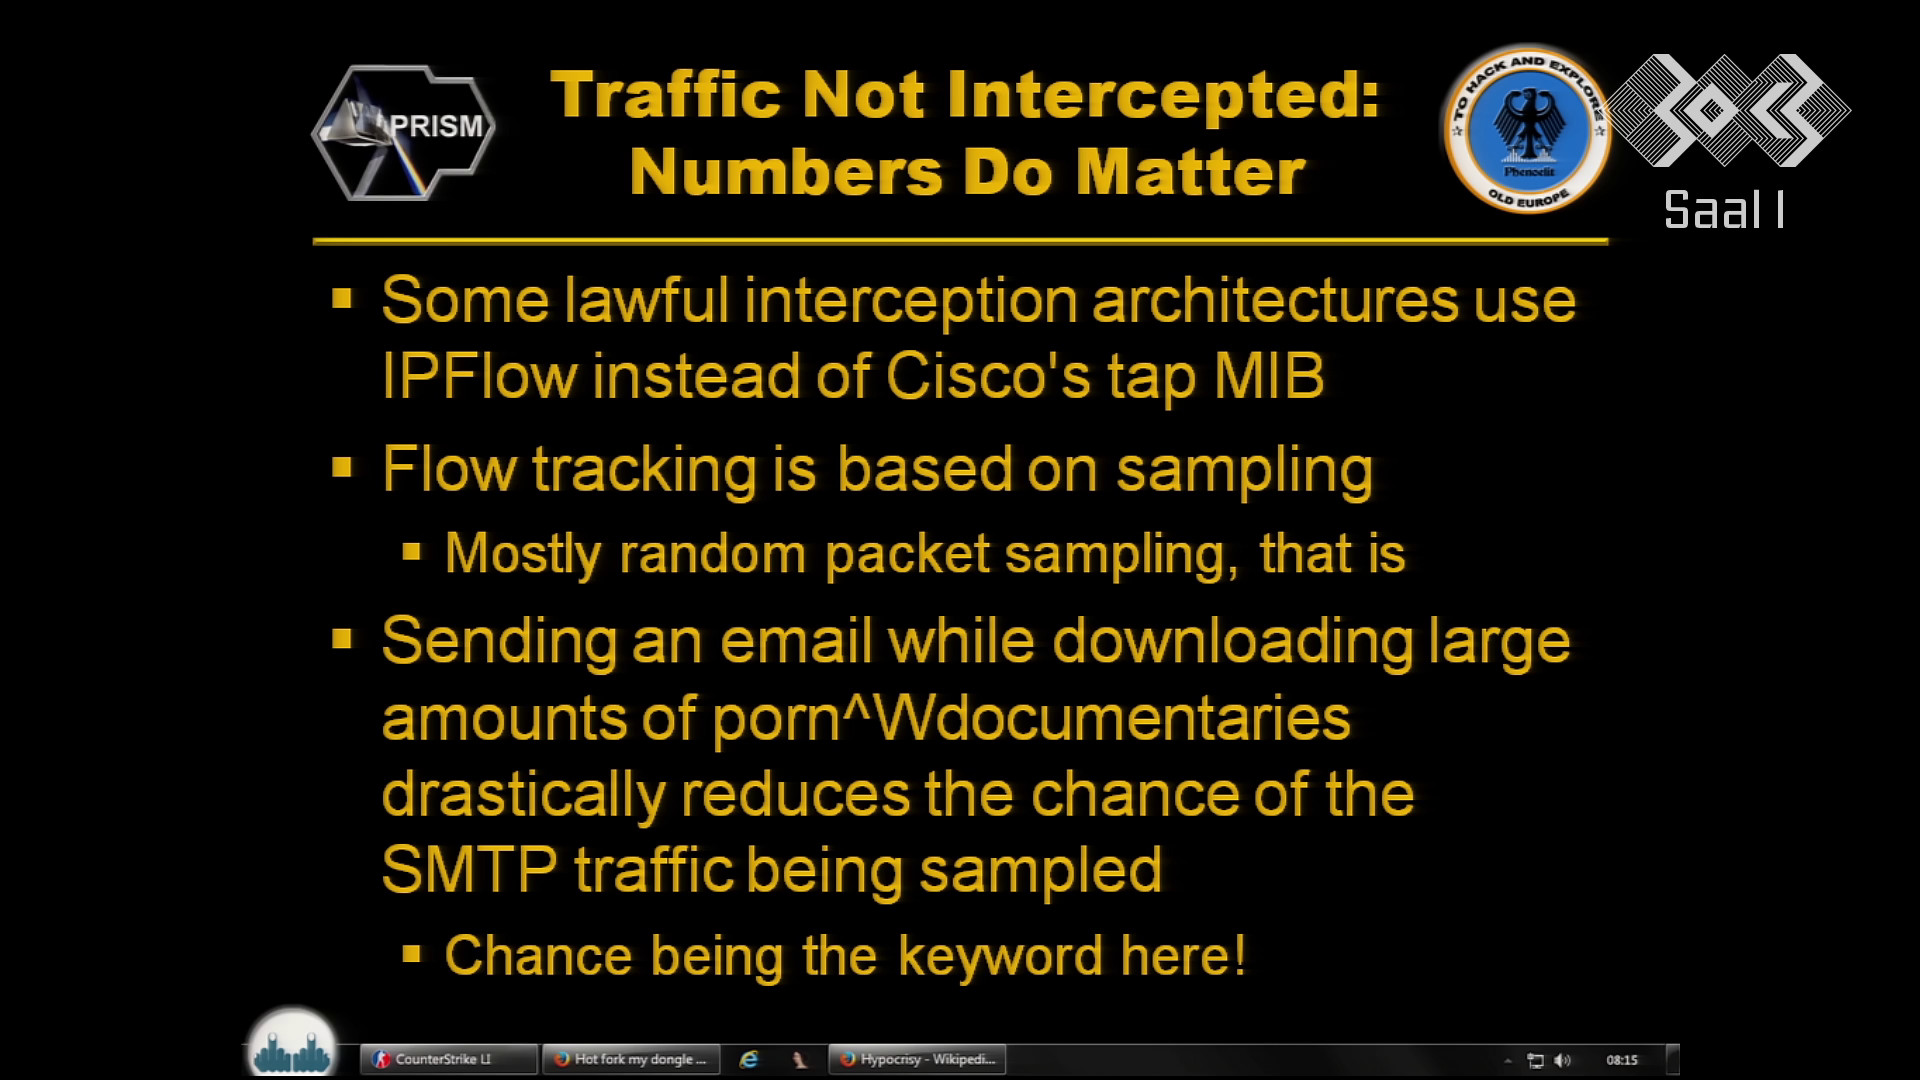 PRISM
Traffic Not Intercepted:
Numbers Do Matter
TO HACK AND EXPLORE
Phenoelit
OLD EUROPE
30C3
Saal 1
Some lawful interception architectures use
IPFlow instead of Cisco's tap MIB
Flow tracking is based on sampling
Mostly random packet sampling, that is
Sending an email while downloading large
amounts of porn^Wdocumentaries
drastically reduces the chance of the
SMTP traffic being sampled
Chance being the keyword here!
CounterStrike LI
Hot fork my dongle ...
Hypocrisy - Wikipedi...
08:15